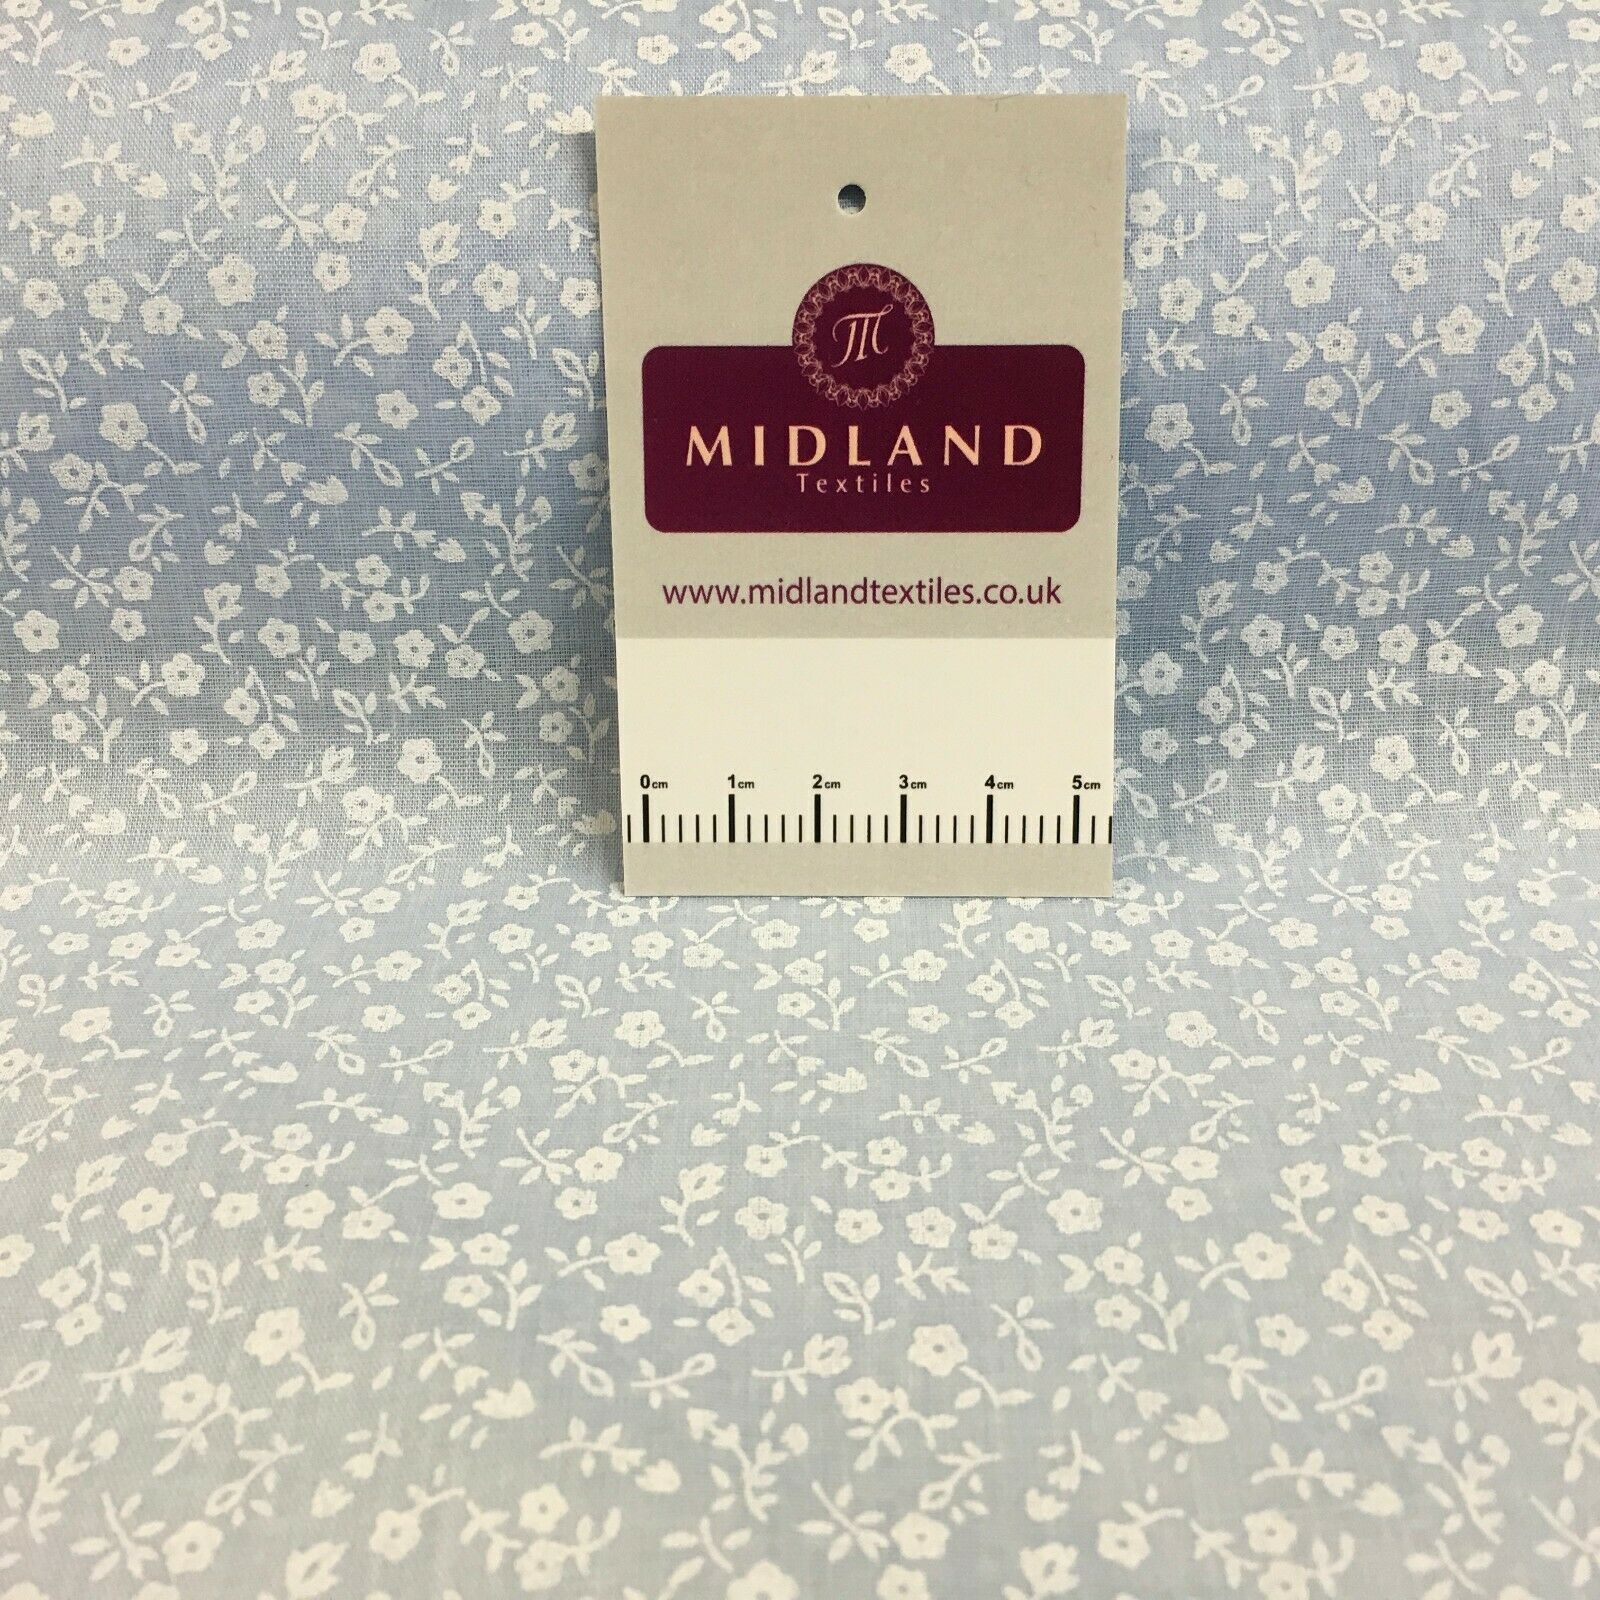 M
MIDLAND
Textiles
www.midlandtextiles.co.uk
0cm 1cm 2cm 3cm 4cm 5cm